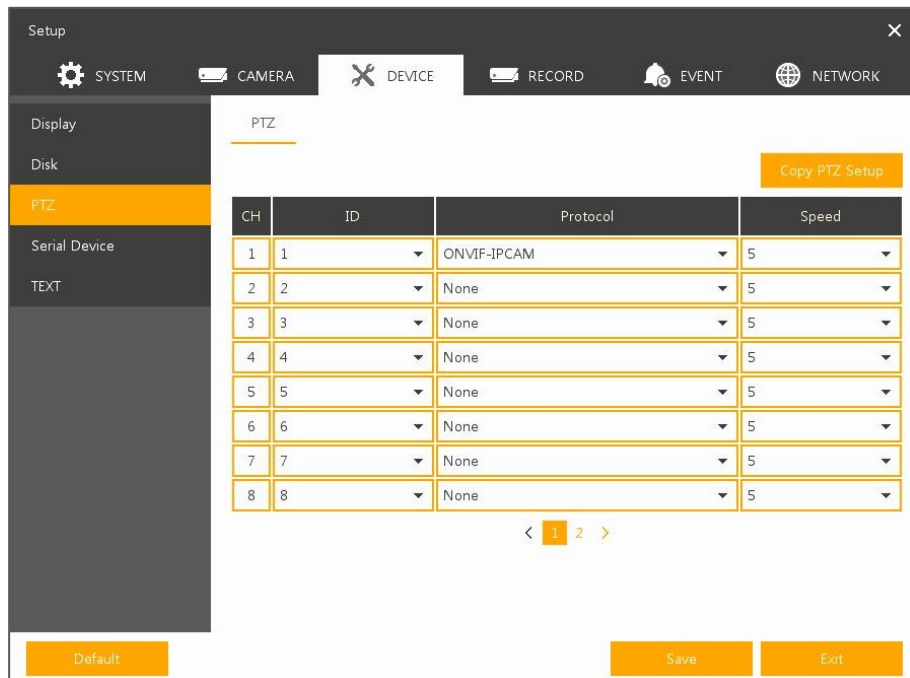 Setup
SYSTEM CAMERA DEVICE RECORD EVENT NETWORK
Display
Disk
PTZ
Serial Device
TEXT
PTZ
Copy PTZ Setup
CH ID Protocol Speed
1 1 ONVIF-IPCAM 5
2 2 None 5
3 3 None 5
4 4 None 5
5 5 None 5
6 6 None 5
7 7 None 5
8 8 None 5
< 1 2 >
Default Save Exit